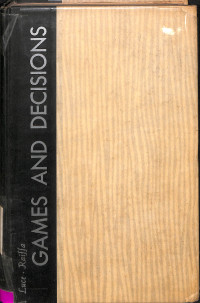 GAMES AND DECISIONS
Luce · Raiffa